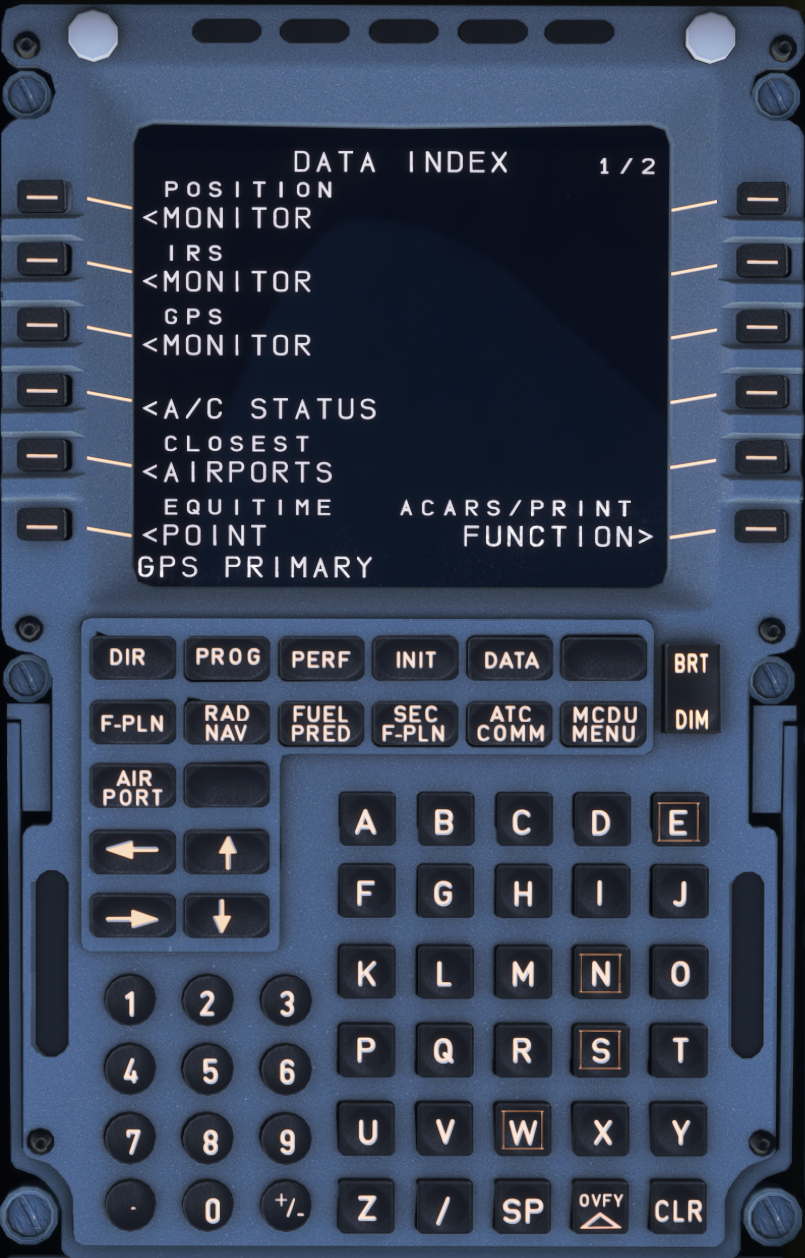 DATA INDEX 1/2
POSITION
<MONITOR
IRS
<MONITOR
GPS
<MONITOR
<A/C STATUS
CLOSEST
<AIRPORTS
EQUITIME ACARS/PRINT
<POINT FUNCTION>
GPS PRIMARY
DIR PROG PERF INIT DATA
BRT
DIM
F-PLN RAD NAV FUEL PRED SEC F-PLN ATC COMM MCDU MENU
AIR PORT
← ↑
→ ↓
A B C D E
F G H I J
K L M N O
P Q R S T
U V W X Y
Z / SP OVFY CLR
1 2 3
4 5 6
7 8 9
. 0 +/-